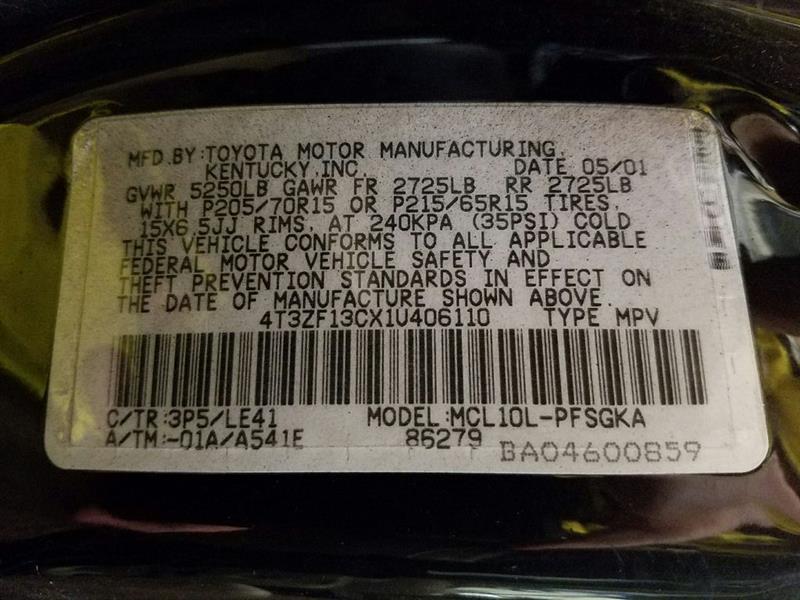 MFD.BY:TOYOTA MOTOR MANUFACTURING,
KENTUCKY,INC. DATE 05/01
GVWR 5250LB GAWR FR 2725LB RR 2725LB
WITH P205/70R15 OR P215/65R15 TIRES,
15X6.5JJ RIMS, AT 240KPA (35PSI) COLD
THIS VEHICLE CONFORMS TO ALL APPLICABLE
FEDERAL MOTOR VEHICLE SAFETY AND
THEFT PREVENTION STANDARDS IN EFFECT ON
THE DATE OF MANUFACTURE SHOWN ABOVE.
4T3ZF13CX1U406110 TYPE MPV
C/TR:3P5/LE41 MODEL:MCL10L-PFSGKA
A/TM:-01A/A541E 86279 BA04600859